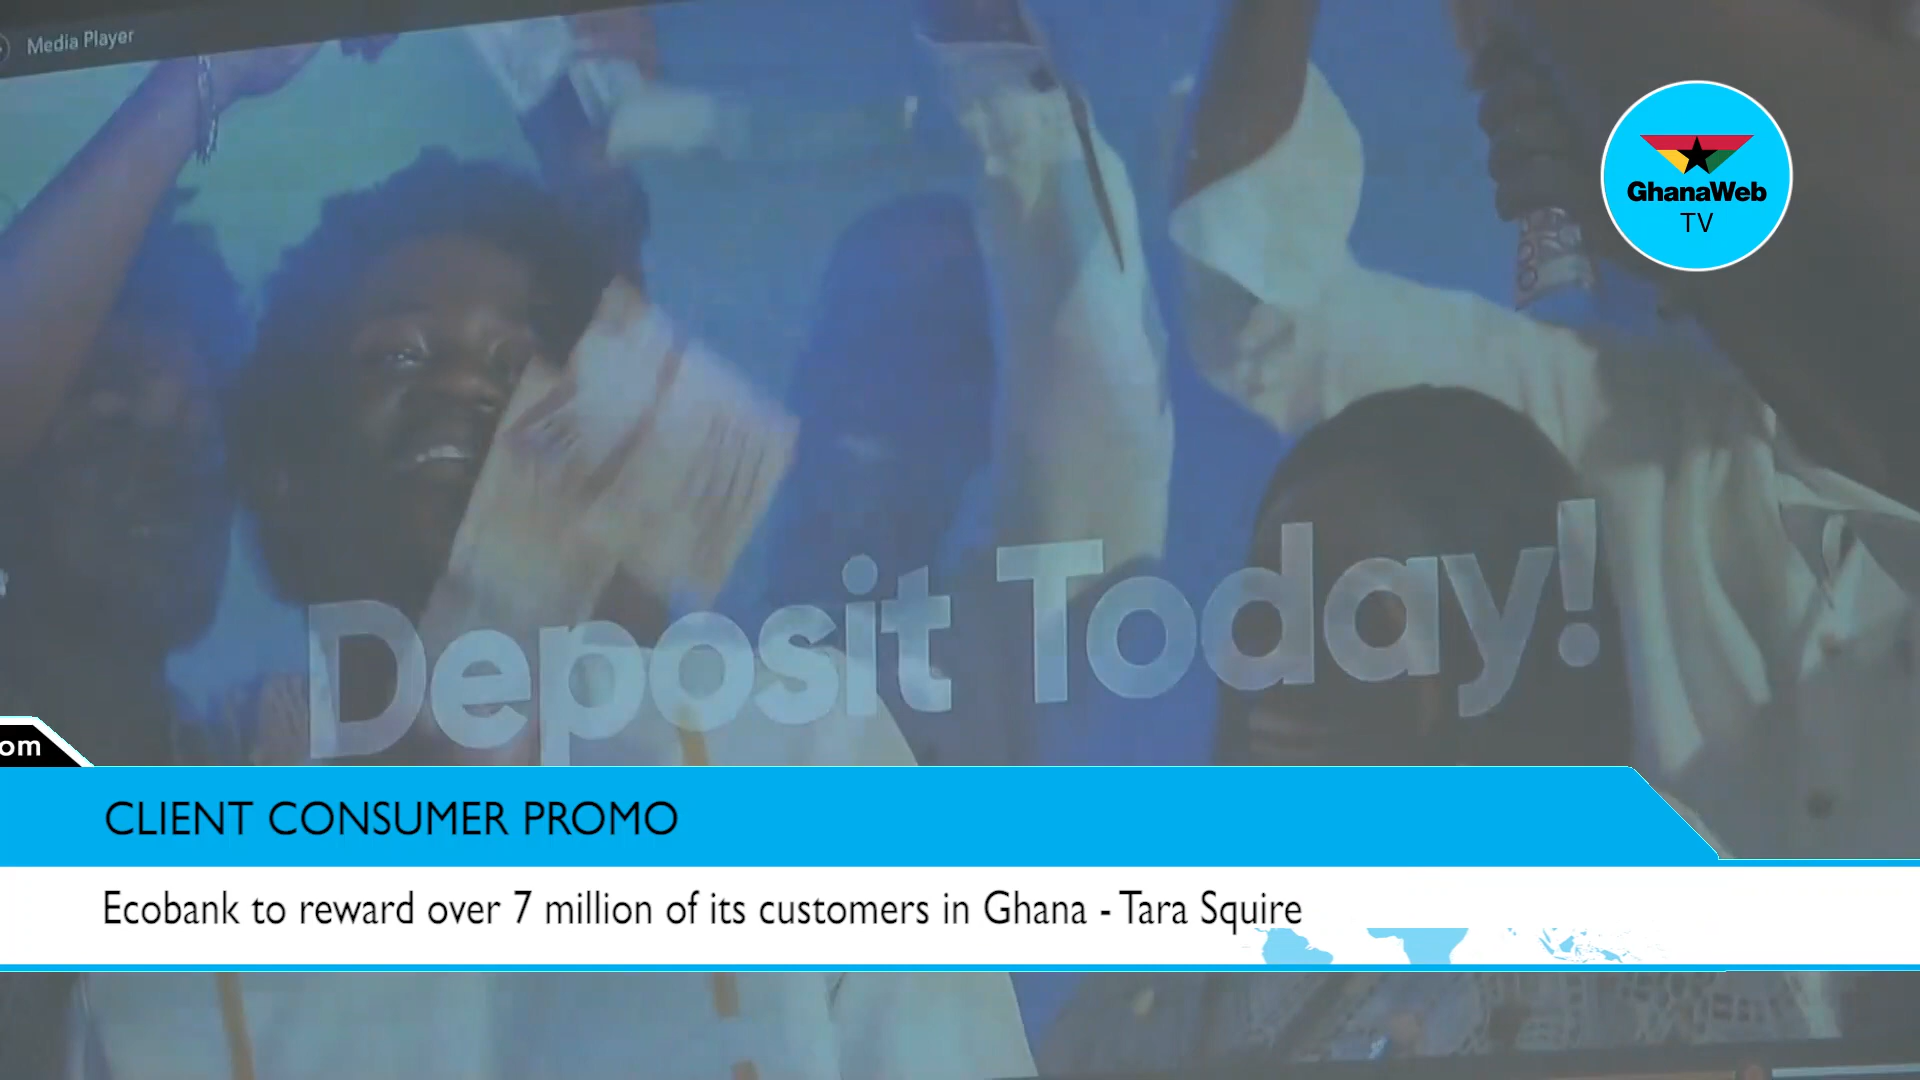 Media Player
GhanaWeb
TV
Deposit Today!
om
CLIENT CONSUMER PROMO
Ecobank to reward over 7 million of its customers in Ghana - Tara Squire